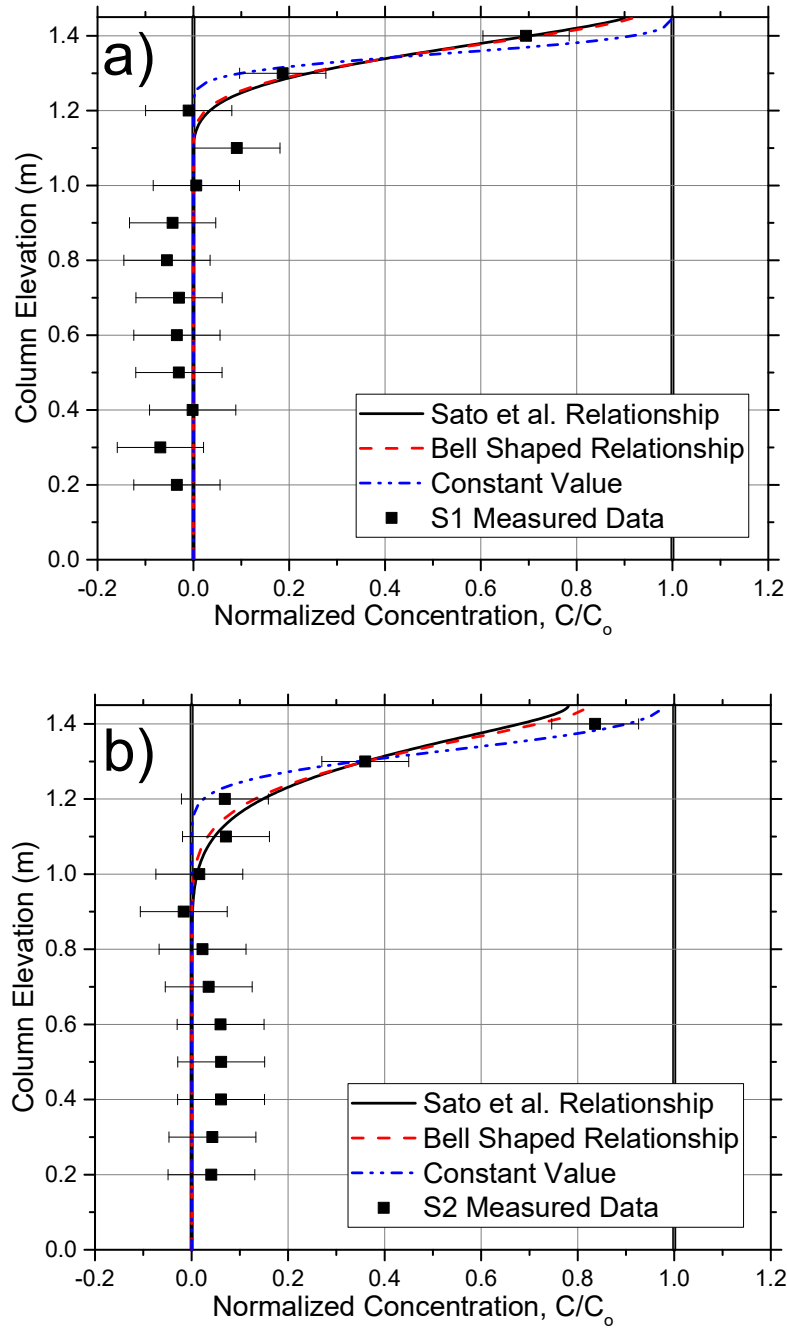 a)
1.4
1.2
1.0
0.8
0.6
0.4
0.2
0.0
Column Elevation (m)
Sato et al. Relationship
Bell Shaped Relationship
Constant Value
S1 Measured Data
-0.2 0.0 0.2 0.4 0.6 0.8 1.0 1.2
Normalized Concentration, C/Co
b)
1.4
1.2
1.0
0.8
0.6
0.4
0.2
0.0
Column Elevation (m)
Sato et al. Relationship
Bell Shaped Relationship
Constant Value
S2 Measured Data
-0.2 0.0 0.2 0.4 0.6 0.8 1.0 1.2
Normalized Concentration, C/Co